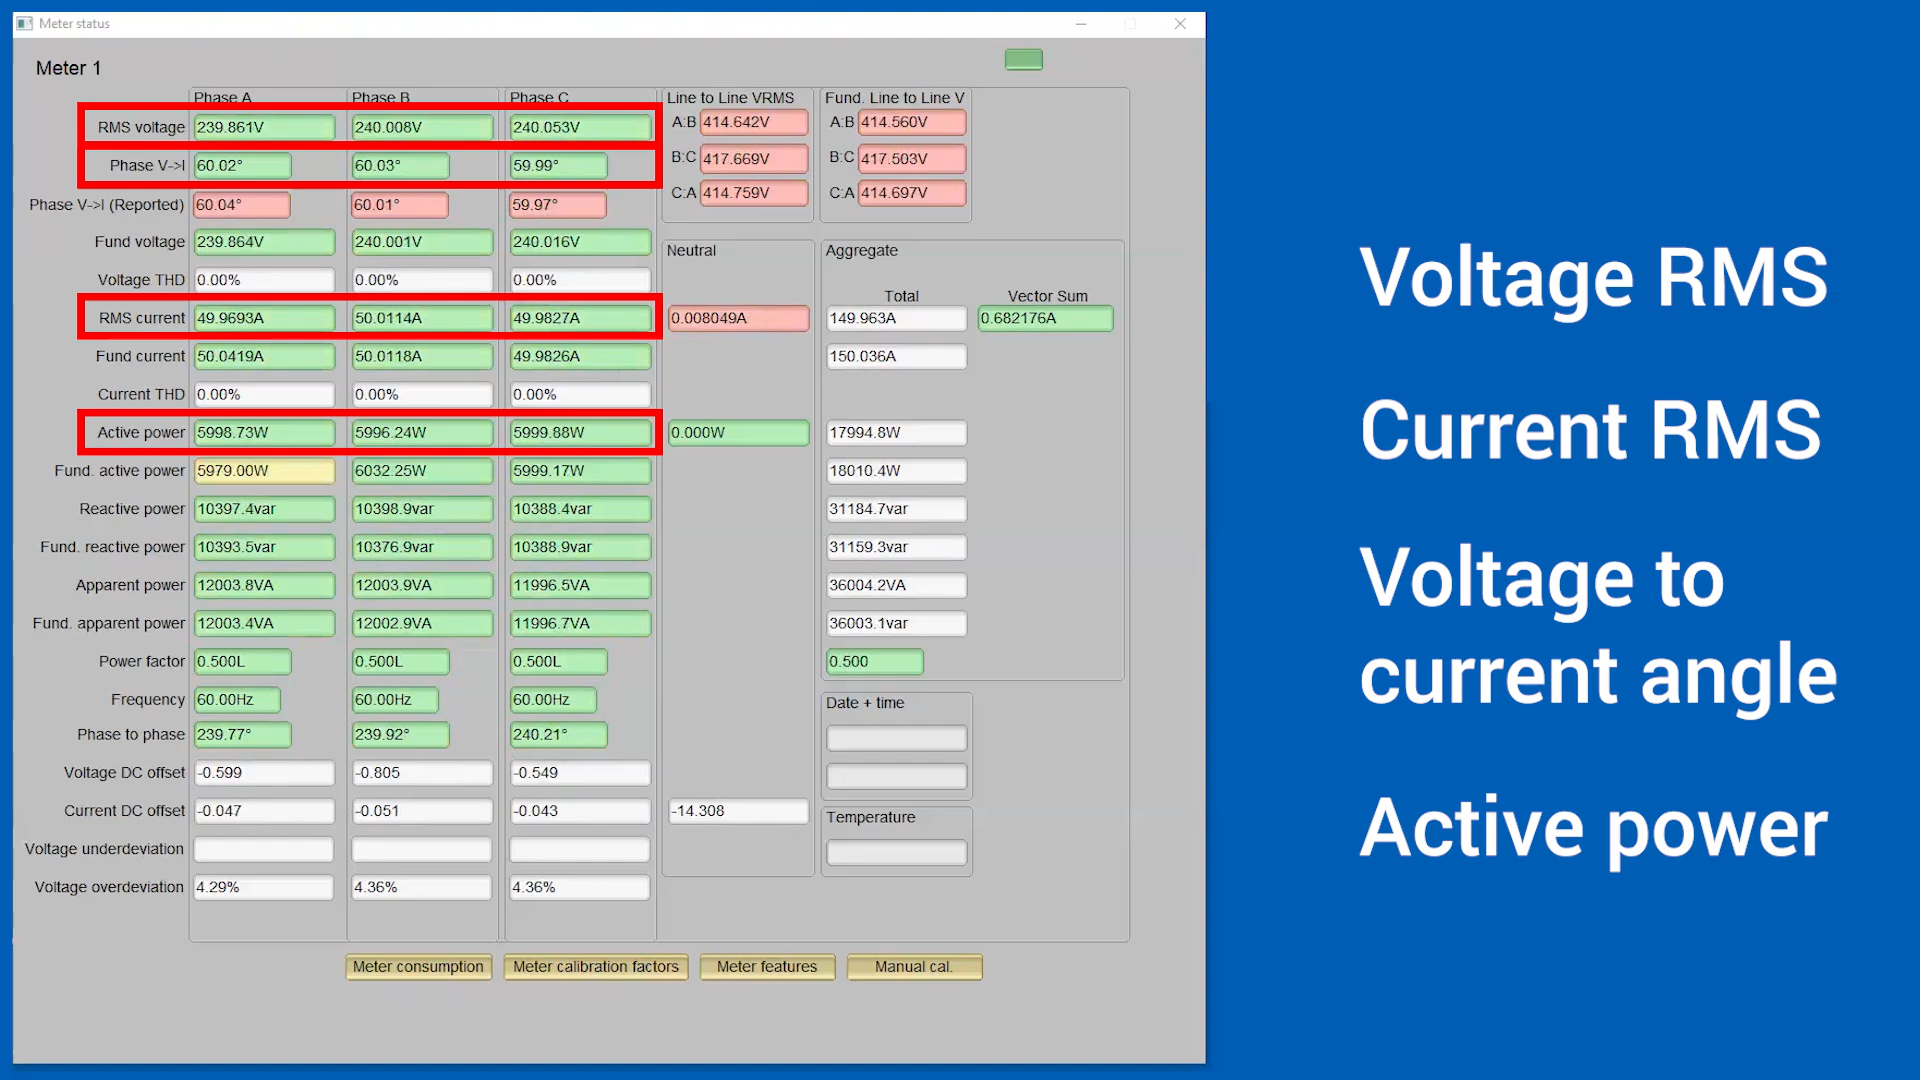 Meter status
Meter 1
Phase A Phase B Phase C Line to Line VRMS Fund. Line to Line V
RMS voltage 239.861V 240.008V 240.053V A:B 414.642V A:B 414.560V
Phase V->I 60.02° 60.03° 59.99° B:C 417.669V B:C 417.503V
Phase V->I (Reported) 60.04° 60.01° 59.97° C:A 414.759V C:A 414.697V
Fund voltage 239.864V 240.001V 240.016V Neutral Aggregate
Voltage THD 0.00% 0.00% 0.00% Total Vector Sum
RMS current 49.9693A 50.0114A 49.9827A 0.008049A 149.963A 0.682176A
Fund current 50.0419A 50.0118A 49.9826A 150.036A
Current THD 0.00% 0.00% 0.00%
Active power 5998.73W 5996.24W 5999.88W 0.000W 17994.8W
Fund. active power 5979.00W 6032.25W 5999.17W 18010.4W
Reactive power 10397.4var 10398.9var 10388.4var 31184.7var
Fund. reactive power 10393.5var 10376.9var 10388.9var 31159.3var
Apparent power 12003.8VA 12003.9VA 11996.5VA 36004.2VA
Fund. apparent power 12003.4VA 12002.9VA 11996.7VA 36003.1var
Power factor 0.500L 0.500L 0.500L 0.500
Frequency 60.00Hz 60.00Hz 60.00Hz Date + time
Phase to phase 239.77° 239.92° 240.21°
Voltage DC offset -0.599 -0.805 -0.549
Current DC offset -0.047 -0.051 -0.043 -14.308 Temperature
Voltage underdeviation
Voltage overdeviation 4.29% 4.36% 4.36%
Meter consumption Meter calibration factors Meter features Manual cal.
Voltage RMS
Current RMS
Voltage to
current angle
Active power